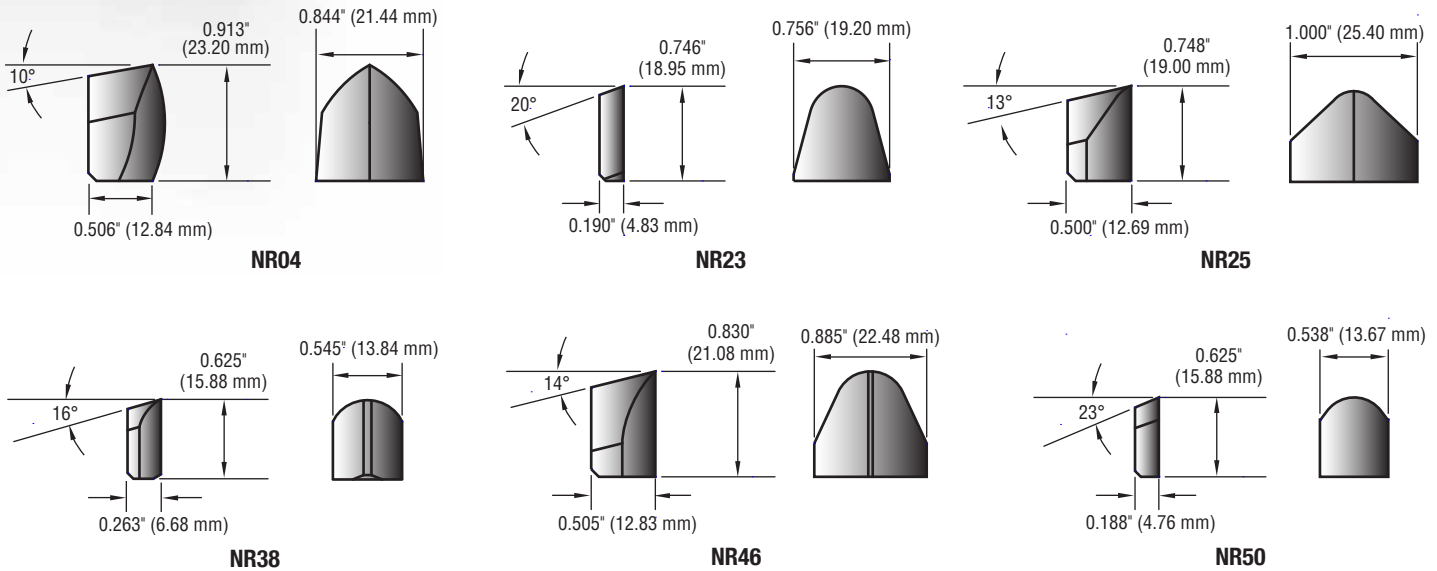 0.913"
(23.20 mm)
0.844" (21.44 mm)
10°
0.506" (12.84 mm)
NR04
0.746"
(18.95 mm)
0.756" (19.20 mm)
20°
0.190" (4.83 mm)
NR23
0.748"
(19.00 mm)
1.000" (25.40 mm)
13°
0.500" (12.69 mm)
NR25
0.625"
(15.88 mm)
0.545" (13.84 mm)
16°
0.263" (6.68 mm)
NR38
0.830"
(21.08 mm)
0.885" (22.48 mm)
14°
0.505" (12.83 mm)
NR46
0.625"
(15.88 mm)
0.538" (13.67 mm)
23°
0.188" (4.76 mm)
NR50